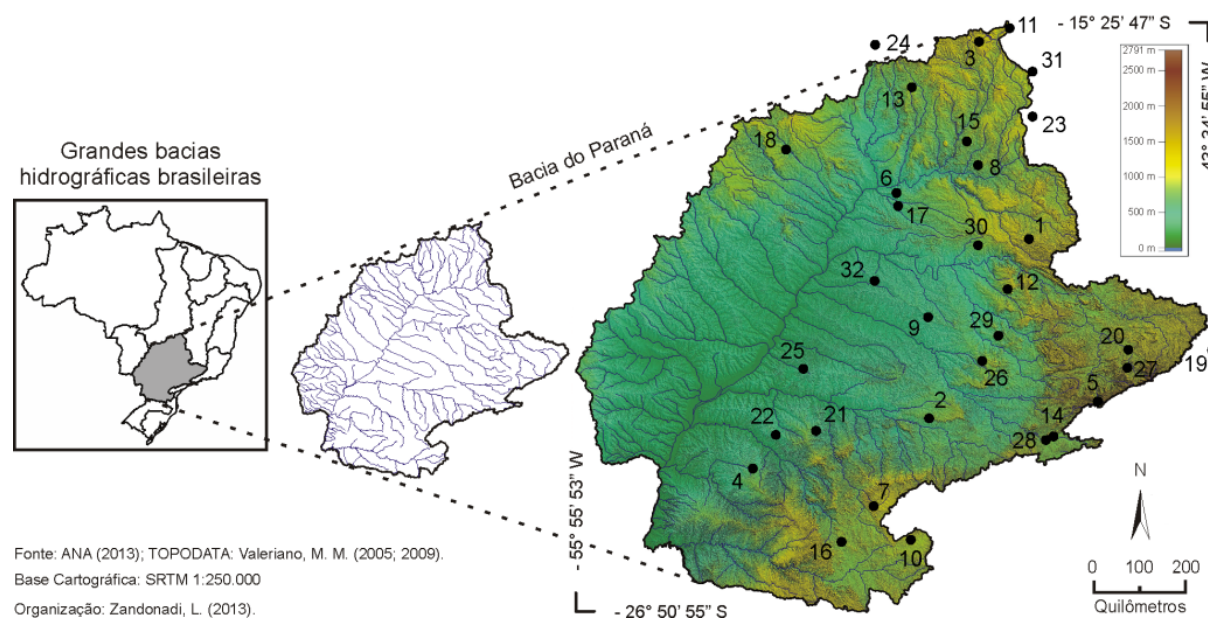 Grandes bacias
hidrográficas brasileiras
Bacia do Paraná
- 15° 25' 47” S
43° 34' 55” W
2791 m
2500 m
2000 m
1500 m
1000 m
500 m
0 m
11
24
3
31
13
23
15
18
8
6
17
1
30
32
12
9
29
20
25
26
27
19
5
2
21
14
22
28
4
7
16
10
N
0 100 200
Quilômetros
- 55° 55' 53” W
- 26° 50' 55” S
Fonte: ANA (2013); TOPODATA: Valeriano, M. M. (2005; 2009).
Base Cartográfica: SRTM 1:250.000
Organização: Zandonadi, L. (2013).